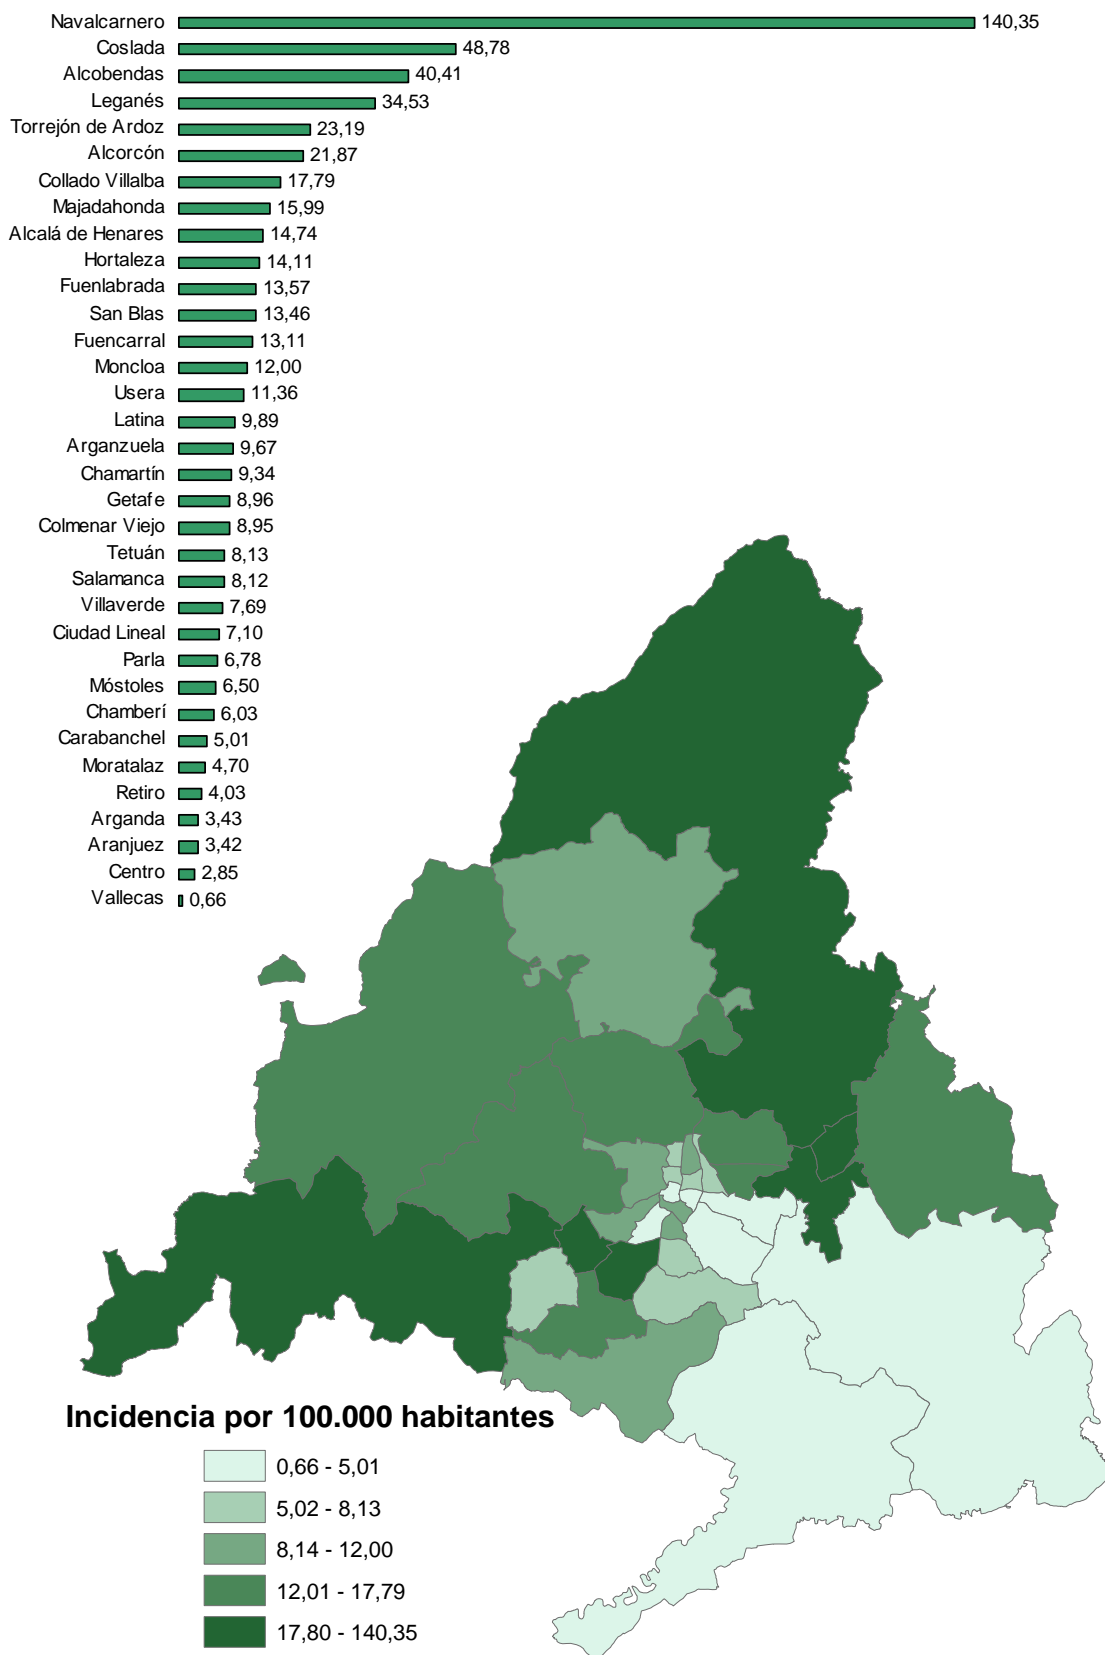 Navalcarnero 140,35
Coslada 48,78
Alcobendas 40,41
Leganés 34,53
Torrejón de Ardoz 23,19
Alcorcón 21,87
Collado Villalba 17,79
Majadahonda 15,99
Alcalá de Henares 14,74
Hortaleza 14,11
Fuenlabrada 13,57
San Blas 13,46
Fuencarral 13,11
Moncloa 12,00
Usera 11,36
Latina 9,89
Arganzuela 9,67
Chamartín 9,34
Getafe 8,96
Colmenar Viejo 8,95
Tetuán 8,13
Salamanca 8,12
Villaverde 7,69
Ciudad Lineal 7,10
Parla 6,78
Móstoles 6,50
Chamberí 6,03
Carabanchel 5,01
Moratalaz 4,70
Retiro 4,03
Arganda 3,43
Aranjuez 3,42
Centro 2,85
Vallecas 0,66
Incidencia por 100.000 habitantes
0,66 - 5,01
5,02 - 8,13
8,14 - 12,00
12,01 - 17,79
17,80 - 140,35